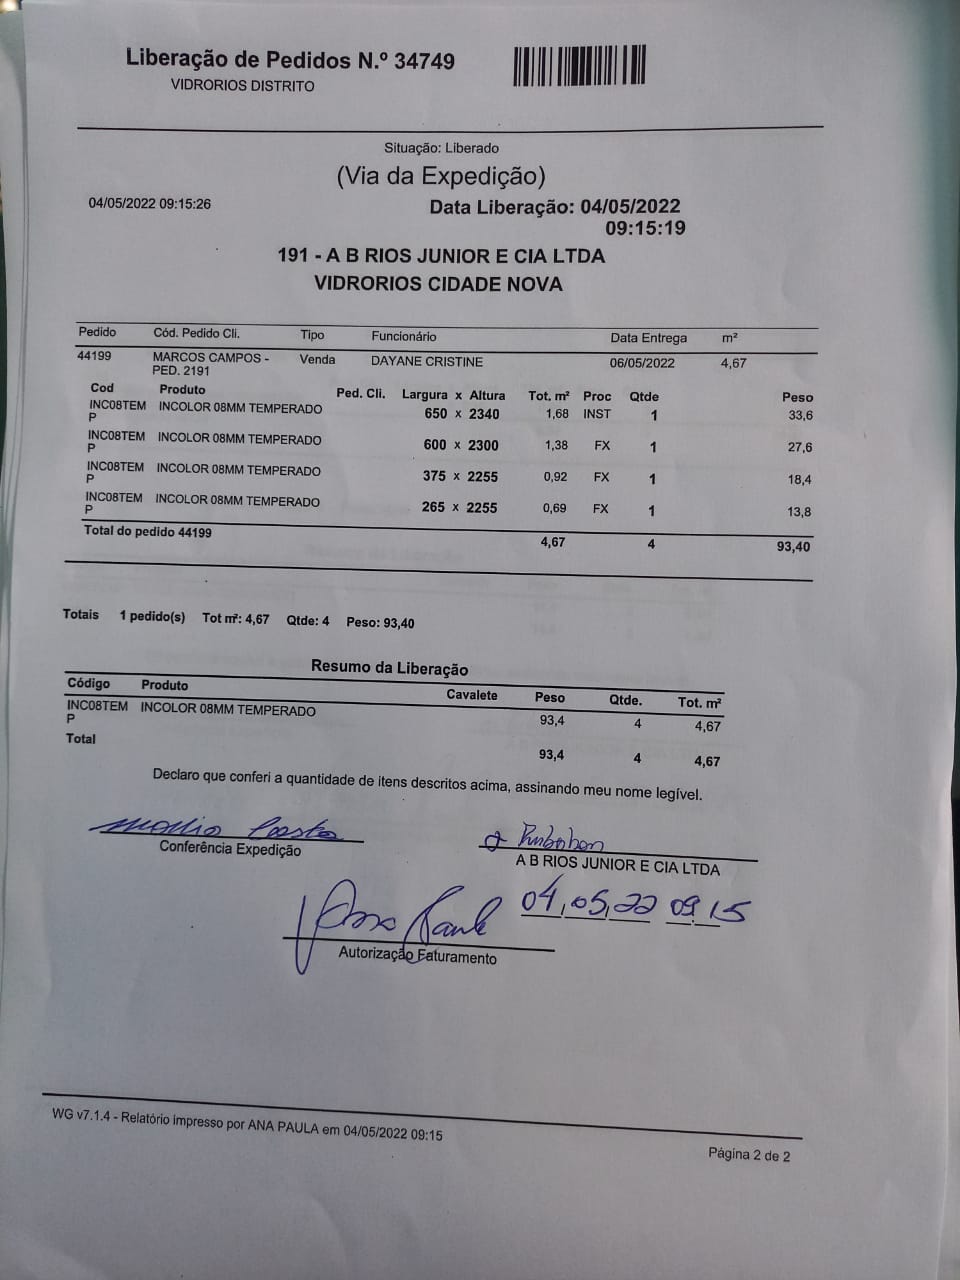 Liberação de Pedidos N.º 34749
VIDRORIOS DISTRITO
Situação: Liberado
(Via da Expedição)
04/05/2022 09:15:26
Data Liberação: 04/05/2022
09:15:19
191 - A B RIOS JUNIOR E CIA LTDA
VIDRORIOS CIDADE NOVA
Pedido Cód. Pedido Cli. Tipo Funcionário Data Entrega m²
44199 MARCOS CAMPOS - Venda DAYANE CRISTINE 06/05/2022 4,67
PED. 2191
Cod Produto Ped. Cli. Largura x Altura Tot. m² Proc Qtde Peso
INC08TEM INCOLOR 08MM TEMPERADO 650 x 2340 1,68 INST 1 33,6
P
INC08TEM INCOLOR 08MM TEMPERADO 600 x 2300 1,38 FX 1 27,6
P
INC08TEM INCOLOR 08MM TEMPERADO 375 x 2255 0,92 FX 1 18,4
P
INC08TEM INCOLOR 08MM TEMPERADO 265 x 2255 0,69 FX 1 13,8
P
Total do pedido 44199 4,67 4 93,40
Totais 1 pedido(s) Tot m²: 4,67 Qtde: 4 Peso: 93,40
Resumo da Liberação
Código Produto Cavalete Peso Qtde. Tot. m²
INC08TEM INCOLOR 08MM TEMPERADO 93,4 4 4,67
P
Total 93,4 4 4,67
Declaro que conferi a quantidade de itens descritos acima, assinando meu nome legível.
Conferência Expedição
A B RIOS JUNIOR E CIA LTDA
04,05,22 09 15
Ana Paula
Autorização Faturamento
WG v7.1.4 - Relatório impresso por ANA PAULA em 04/05/2022 09:15
Página 2 de 2